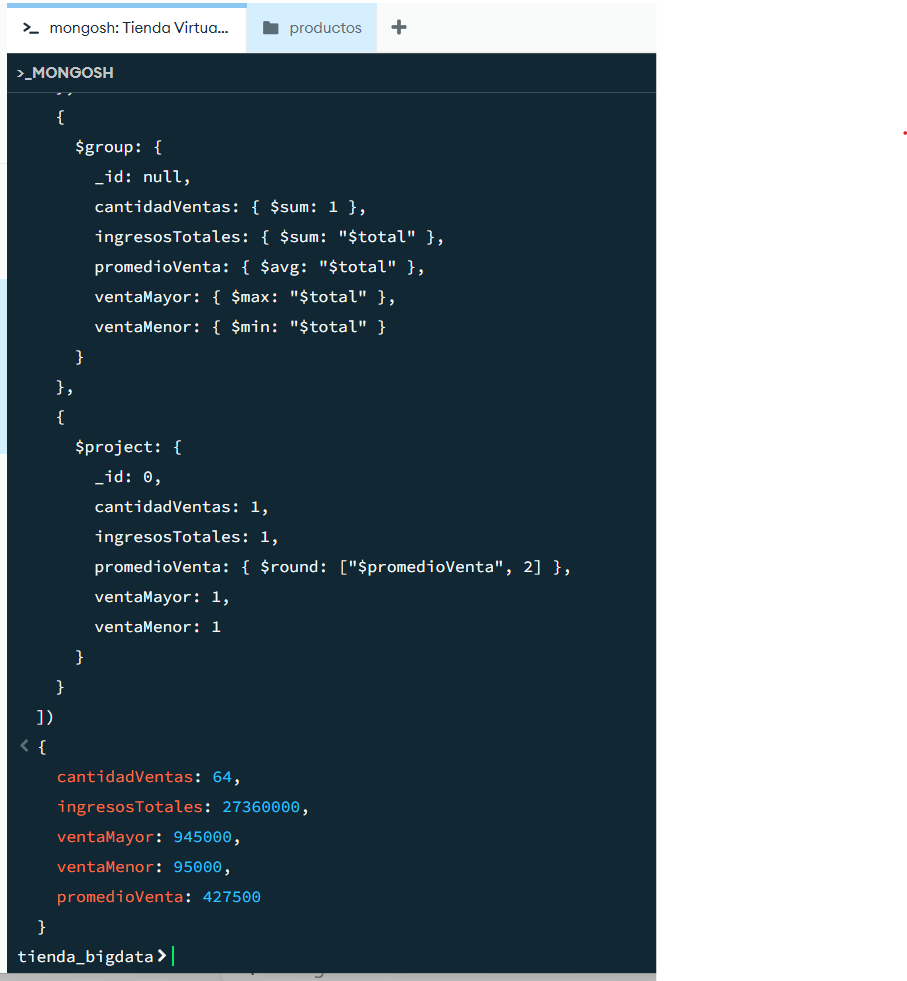 >_ mongosh: Tienda Virtua...
productos
>_MONGOSH
{
$group: {
_id: null,
cantidadVentas: { $sum: 1 },
ingresosTotales: { $sum: "$total" },
promedioVenta: { $avg: "$total" },
ventaMayor: { $max: "$total" },
ventaMenor: { $min: "$total" }
}
},
{
$project: {
_id: 0,
cantidadVentas: 1,
ingresosTotales: 1,
promedioVenta: { $round: ["$promedioVenta", 2] },
ventaMayor: 1,
ventaMenor: 1
}
}
])
< {
cantidadVentas: 64,
ingresosTotales: 27360000,
ventaMayor: 945000,
ventaMenor: 95000,
promedioVenta: 427500
}
tienda_bigdata>